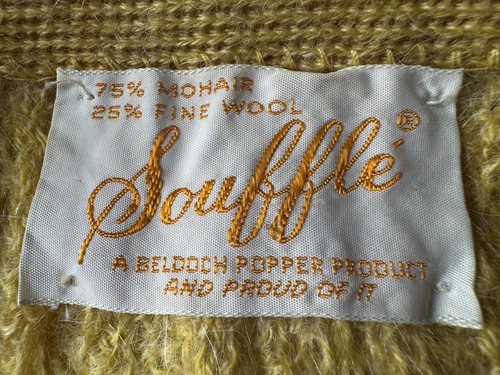 75% MOHAIR
25% FINE WOOL
Soufflé ®
A BELDOCH POPPER PRODUCT
AND PROUD OF IT